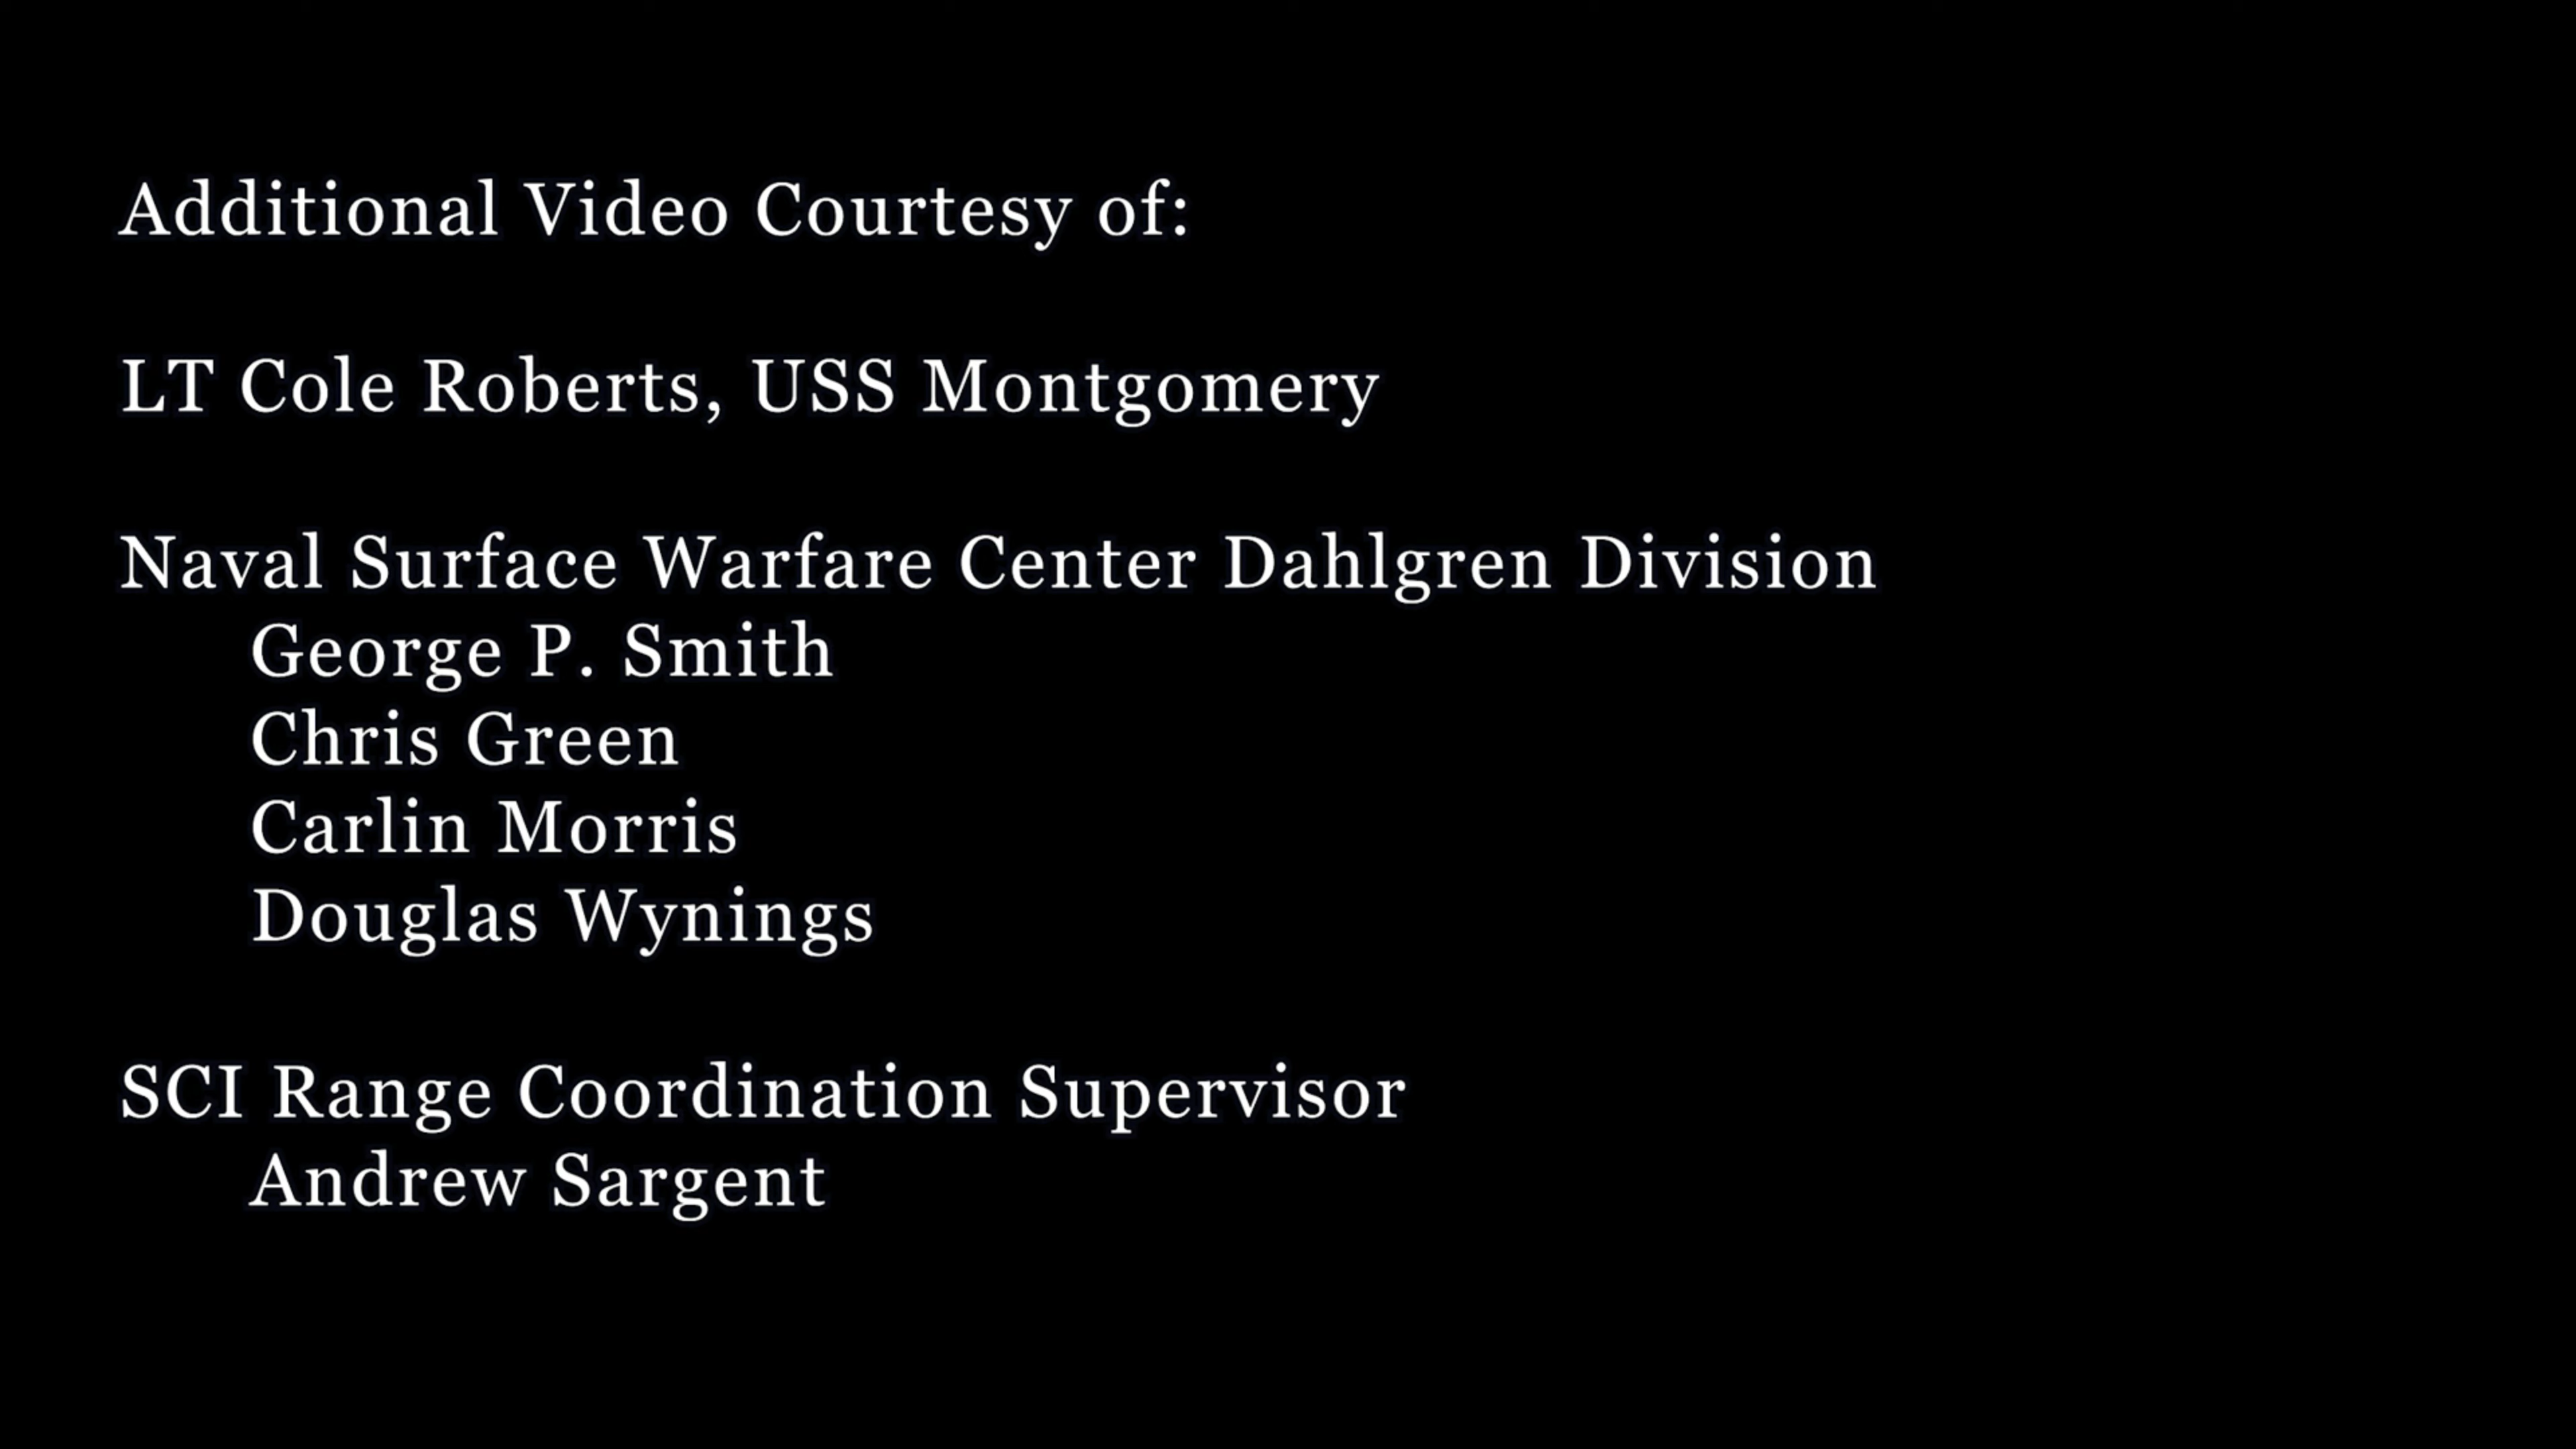 Additional Video Courtesy of:
LT Cole Roberts, USS Montgomery
Naval Surface Warfare Center Dahlgren Division
George P. Smith
Chris Green
Carlin Morris
Douglas Wynings
SCI Range Coordination Supervisor
Andrew Sargent